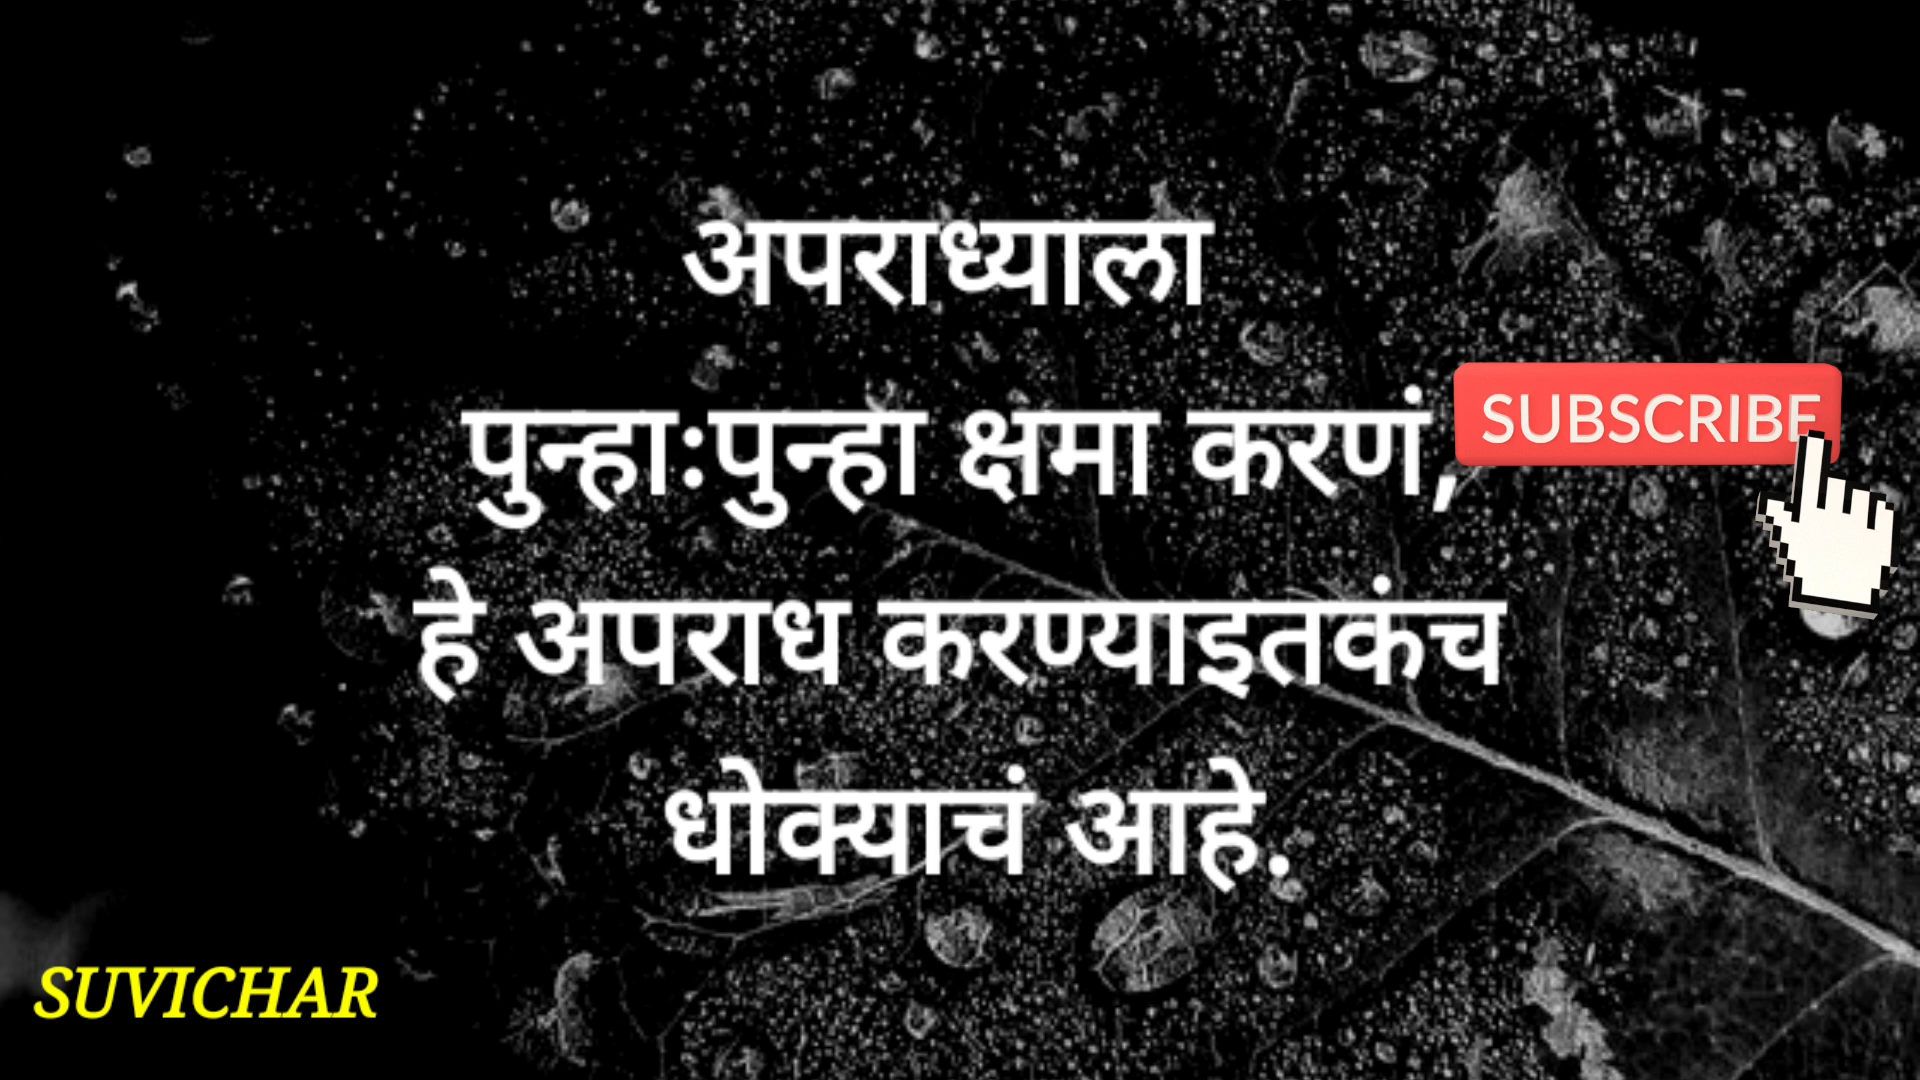 अपराध्याला
पुन्हाःपुन्हा क्षमा करणं,
SUBSCRIBE
हे अपराध करण्याइतकंच
धोक्याचं आहे.
SUVICHAR